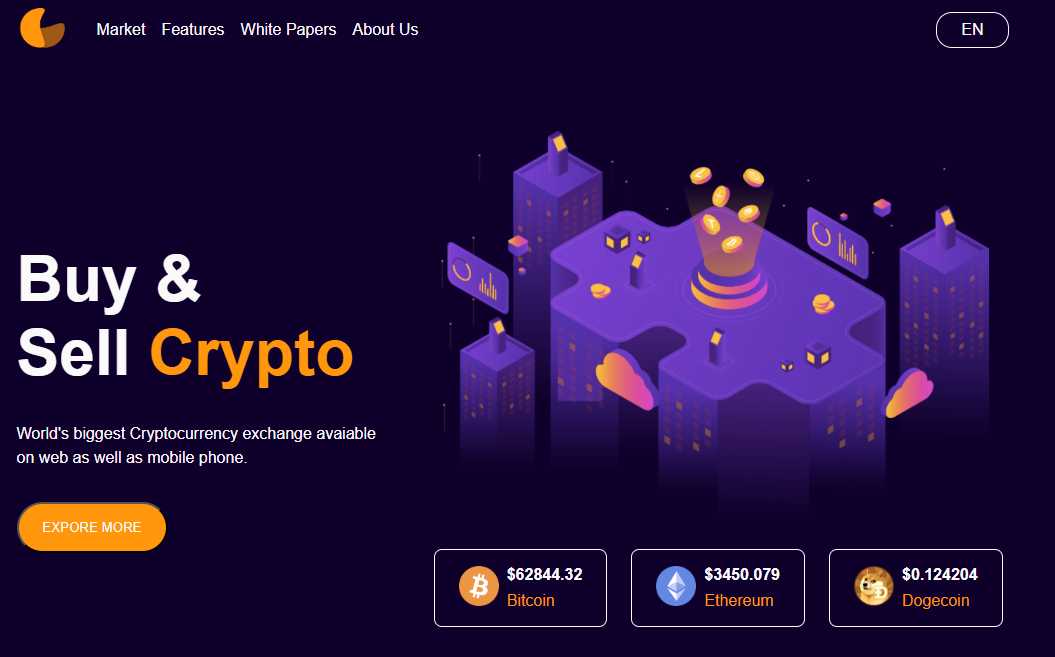 Market Features White Papers About Us EN
Buy &
Sell Crypto
World's biggest Cryptocurrency exchange avaiable
on web as well as mobile phone.
EXPORE MORE
$62844.32
Bitcoin
$3450.079
Ethereum
$0.124204
Dogecoin